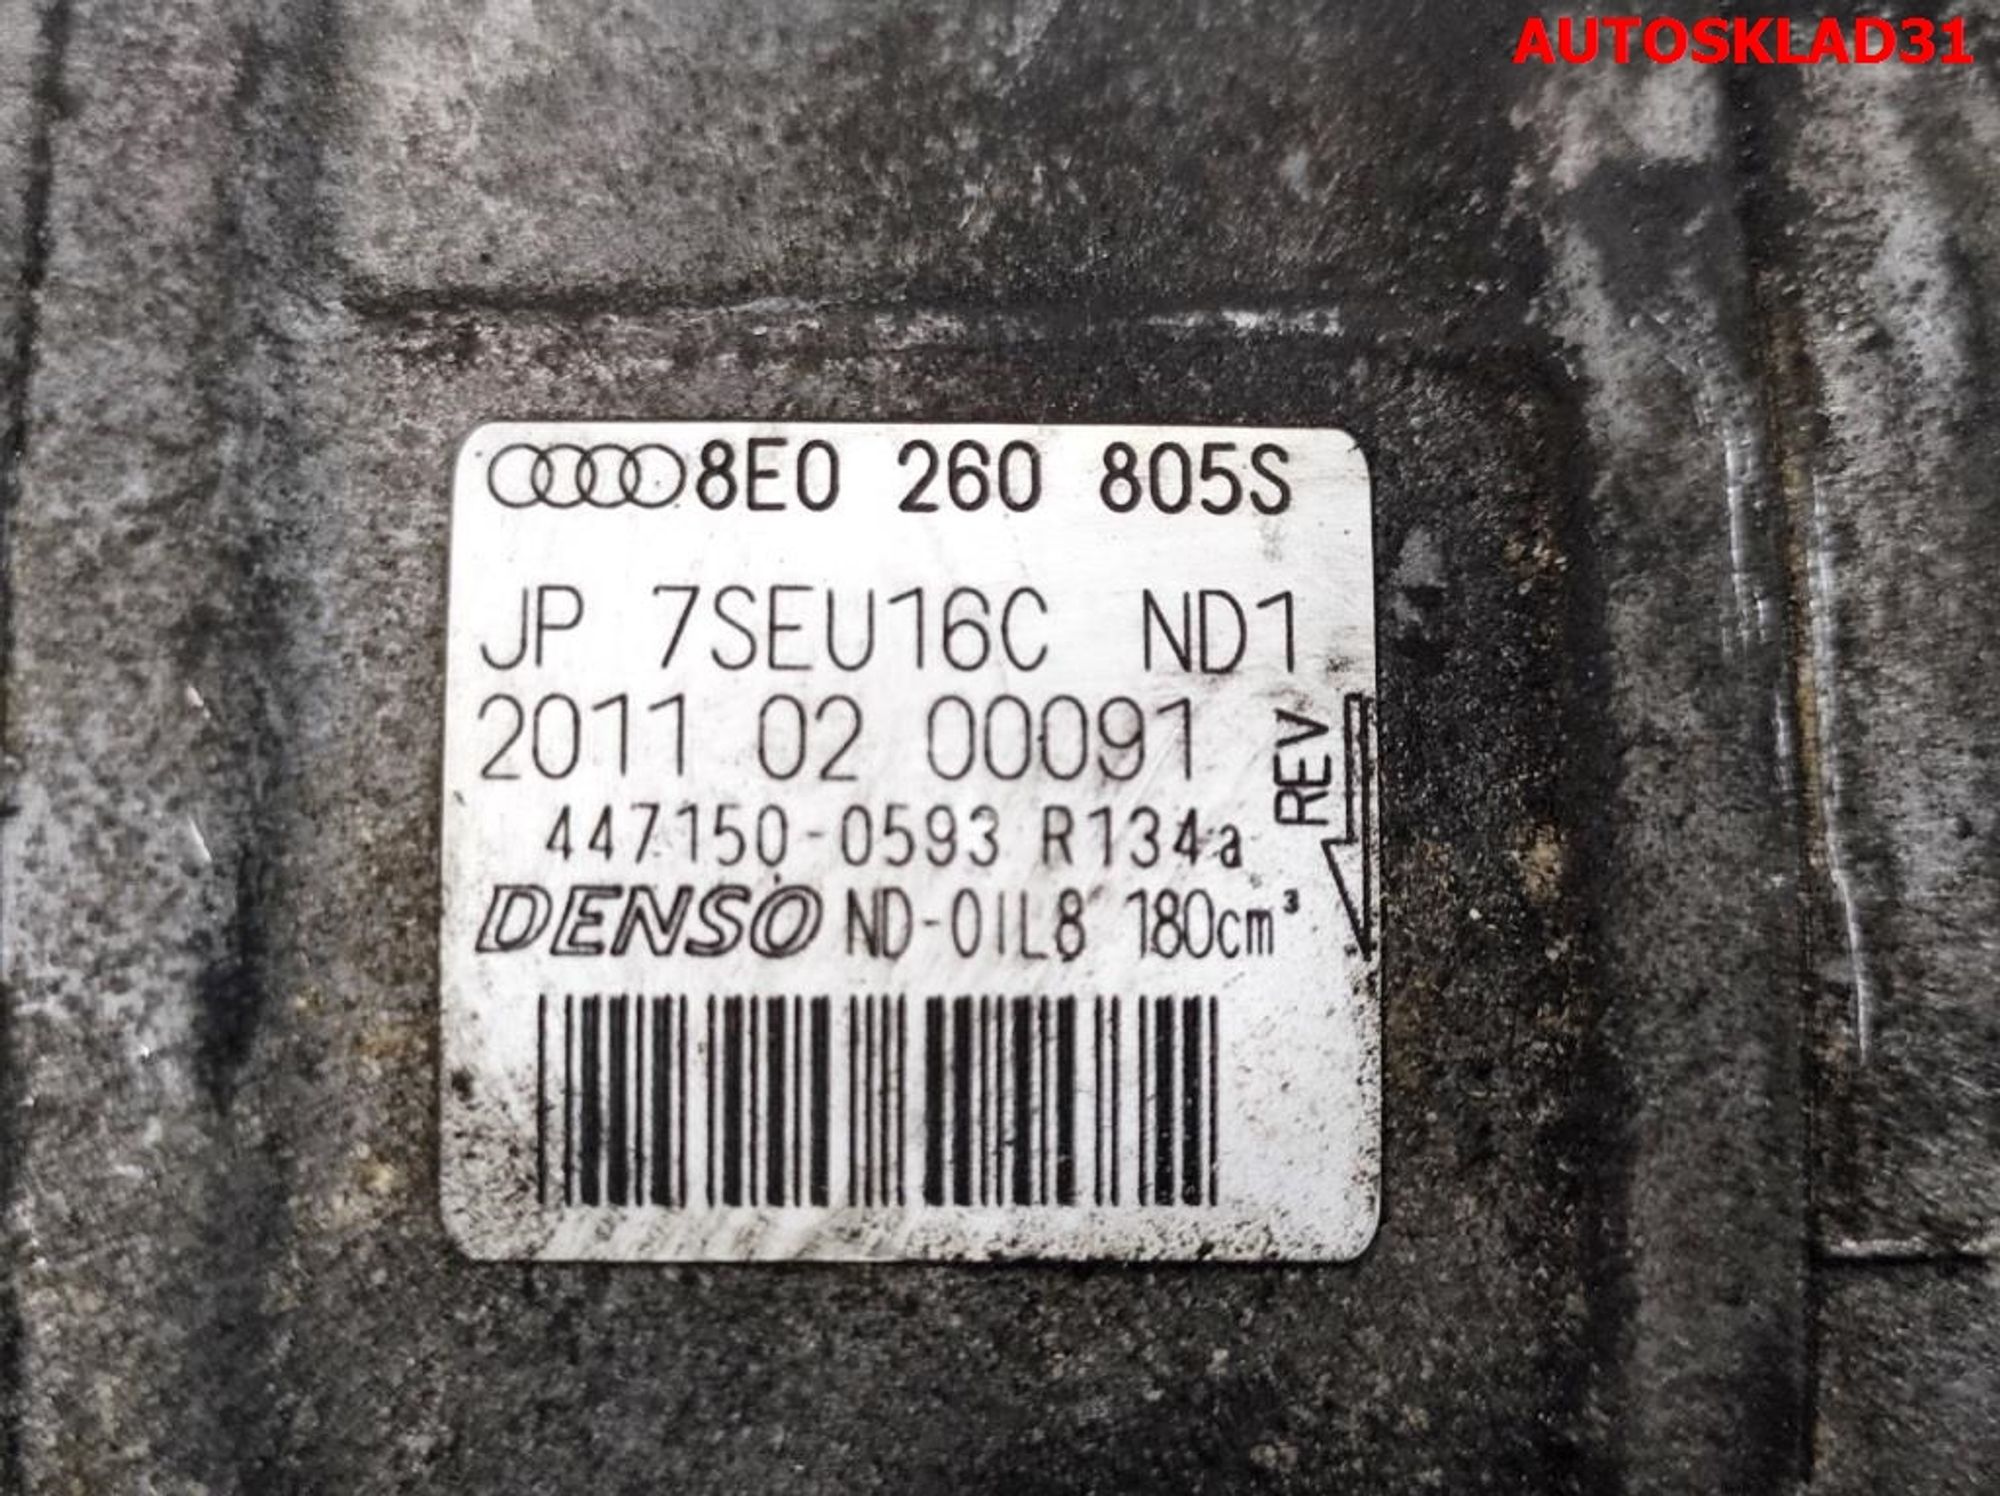 AUTOSKLAD31
8E0 260 805S
JP 7SEU16C ND1
2011 02 00091
REV
447150-0593 R134a
DENSO ND-OIL8 180cm³